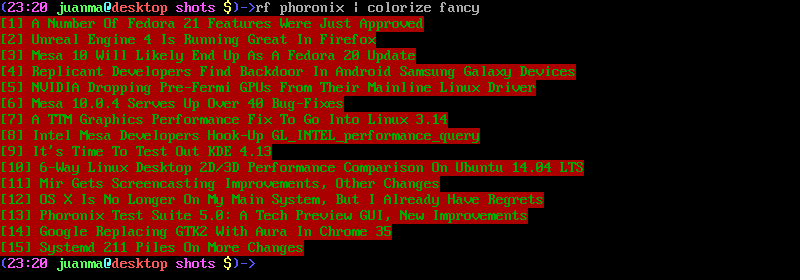 (23:20 juanma@desktop shots $)->rf phoronix | colorize fancy
[1] A Number Of Fedora 21 Features Were Just Approved
[2] Unreal Engine 4 Is Running Great In Firefox
[3] Mesa 10 Will Likely End Up As A Fedora 20 Update
[4] Replicant Developers Find Backdoor In Android Samsung Galaxy Devices
[5] NVIDIA Dropping Pre-Fermi GPUs From Their Mainline Linux Driver
[6] Mesa 10.0.4 Serves Up Over 40 Bug-Fixes
[7] A TTM Graphics Performance Fix To Go Into Linux 3.14
[8] Intel Mesa Developers Hook-Up GL_INTEL_performance_query
[9] It's Time To Test Out KDE 4.13
[10] 6-Way Linux Desktop 2D/3D Performance Comparison On Ubuntu 14.04 LTS
[11] Mir Gets Screencasting Improvements, Other Changes
[12] OS X Is No Longer On My Main System, But I Already Have Regrets
[13] Phoronix Test Suite 5.0: A Tech Preview GUI, New Improvements
[14] Google Replacing GTK2 With Aura In Chrome 35
[15] Systemd 211 Piles On More Changes
(23:20 juanma@desktop shots $)->